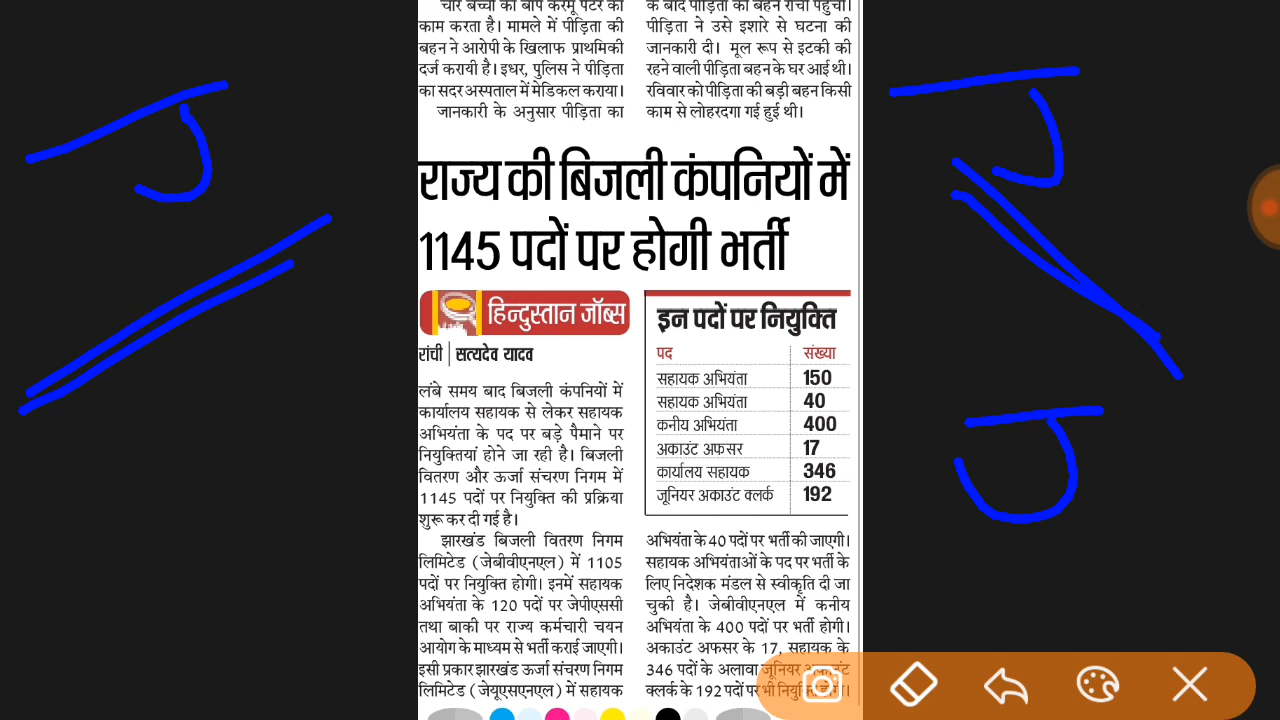 चार बच्चों का बाप करमू पेंटर का
काम करता है। मामले में पीड़िता की
बहन ने आरोपी के खिलाफ प्राथमिकी
दर्ज करायी है। इधर, पुलिस ने पीड़िता
का सदर अस्पताल में मेडिकल कराया।
जानकारी के अनुसार पीड़िता का
के बाद पीड़िता की बहन रांची पहुंची।
पीड़िता ने उसे इशारे से घटना की
जानकारी दी। मूल रूप से इटकी की
रहने वाली पीड़िता बहन के घर आई थी।
रविवार को पीड़िता की बड़ी बहन किसी
काम से लोहरदगा गई हुई थी।
राज्य की बिजली कंपनियों में
1145 पदों पर होगी भर्ती
हिन्दुस्तान जॉब्स
रांची | सत्यदेव यादव
लंबे समय बाद बिजली कंपनियों में
कार्यालय सहायक से लेकर सहायक
अभियंता के पद पर बड़े पैमाने पर
नियुक्तियां होने जा रही है। बिजली
वितरण और ऊर्जा संचरण निगम में
1145 पदों पर नियुक्ति की प्रक्रिया
शुरू कर दी गई है।
झारखंड बिजली वितरण निगम
लिमिटेड (जेबीवीएनएल) में 1105
पदों पर नियुक्ति होगी। इनमें सहायक
अभियंता के 120 पदों पर जेपीएससी
तथा बाकी पर राज्य कर्मचारी चयन
आयोग के माध्यम से भर्ती कराई जाएगी।
इसी प्रकार झारखंड ऊर्जा संचरण निगम
लिमिटेड (जेयूएसएनएल) में सहायक
इन पदों पर नियुक्ति
पद संख्या
सहायक अभियंता 150
सहायक अभियंता 40
कनीय अभियंता 400
अकाउंट अफसर 17
कार्यालय सहायक 346
जूनियर अकाउंट क्लर्क 192
अभियंता के 40 पदों पर भर्ती की जाएगी।
सहायक अभियंताओं के पद पर भर्ती के
लिए निदेशक मंडल से स्वीकृति दी जा
चुकी है। जेबीवीएनएल में कनीय
अभियंता के 400 पदों पर भर्ती होगी।
अकाउंट अफसर के 17, सहायक के
346 पदों के अलावा जूनियर अकाउंट
क्लर्क के 192 पदों पर भी नियुक्ति होगी।